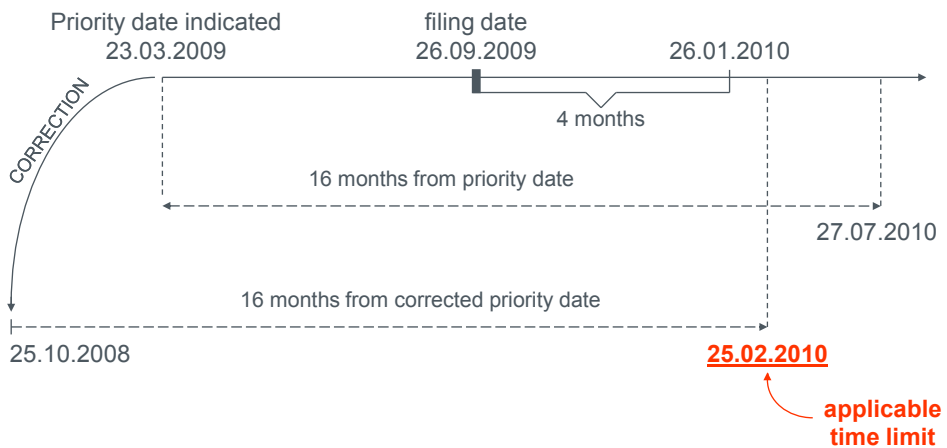 Priority date indicated
23.03.2009
filing date
26.09.2009
26.01.2010
CORRECTION
4 months
16 months from priority date
27.07.2010
16 months from corrected priority date
25.10.2008
25.02.2010
applicable
time limit